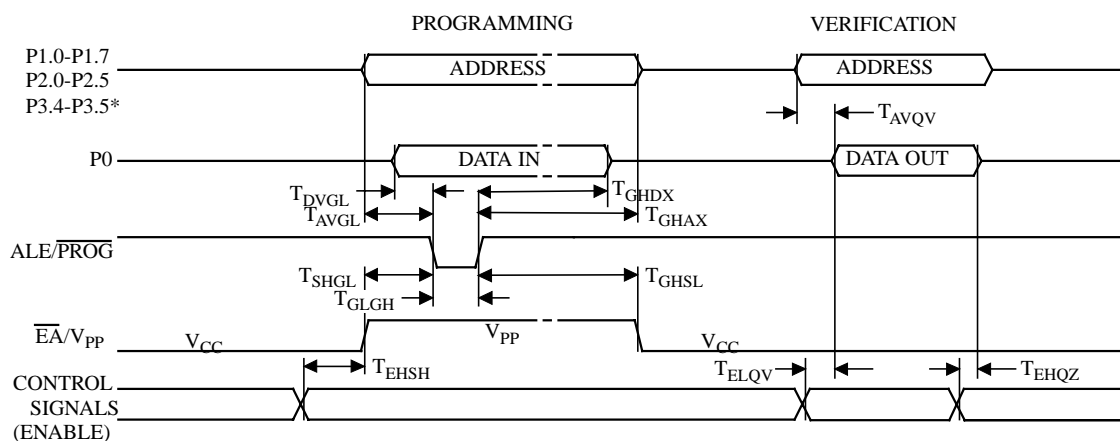 PROGRAMMING
VERIFICATION
P1.0-P1.7
P2.0-P2.5
P3.4-P3.5*
ADDRESS
ADDRESS
TAVQV
P0
DATA IN
DATA OUT
TDVGL
TGHDX
TAVGL
TGHAX
ALE/PROG
TSHGL
TGHSL
TGLGH
EA/VPP
VCC
VPP
VCC
TEHSH
TELQV
TEHQZ
CONTROL
SIGNALS
(ENABLE)